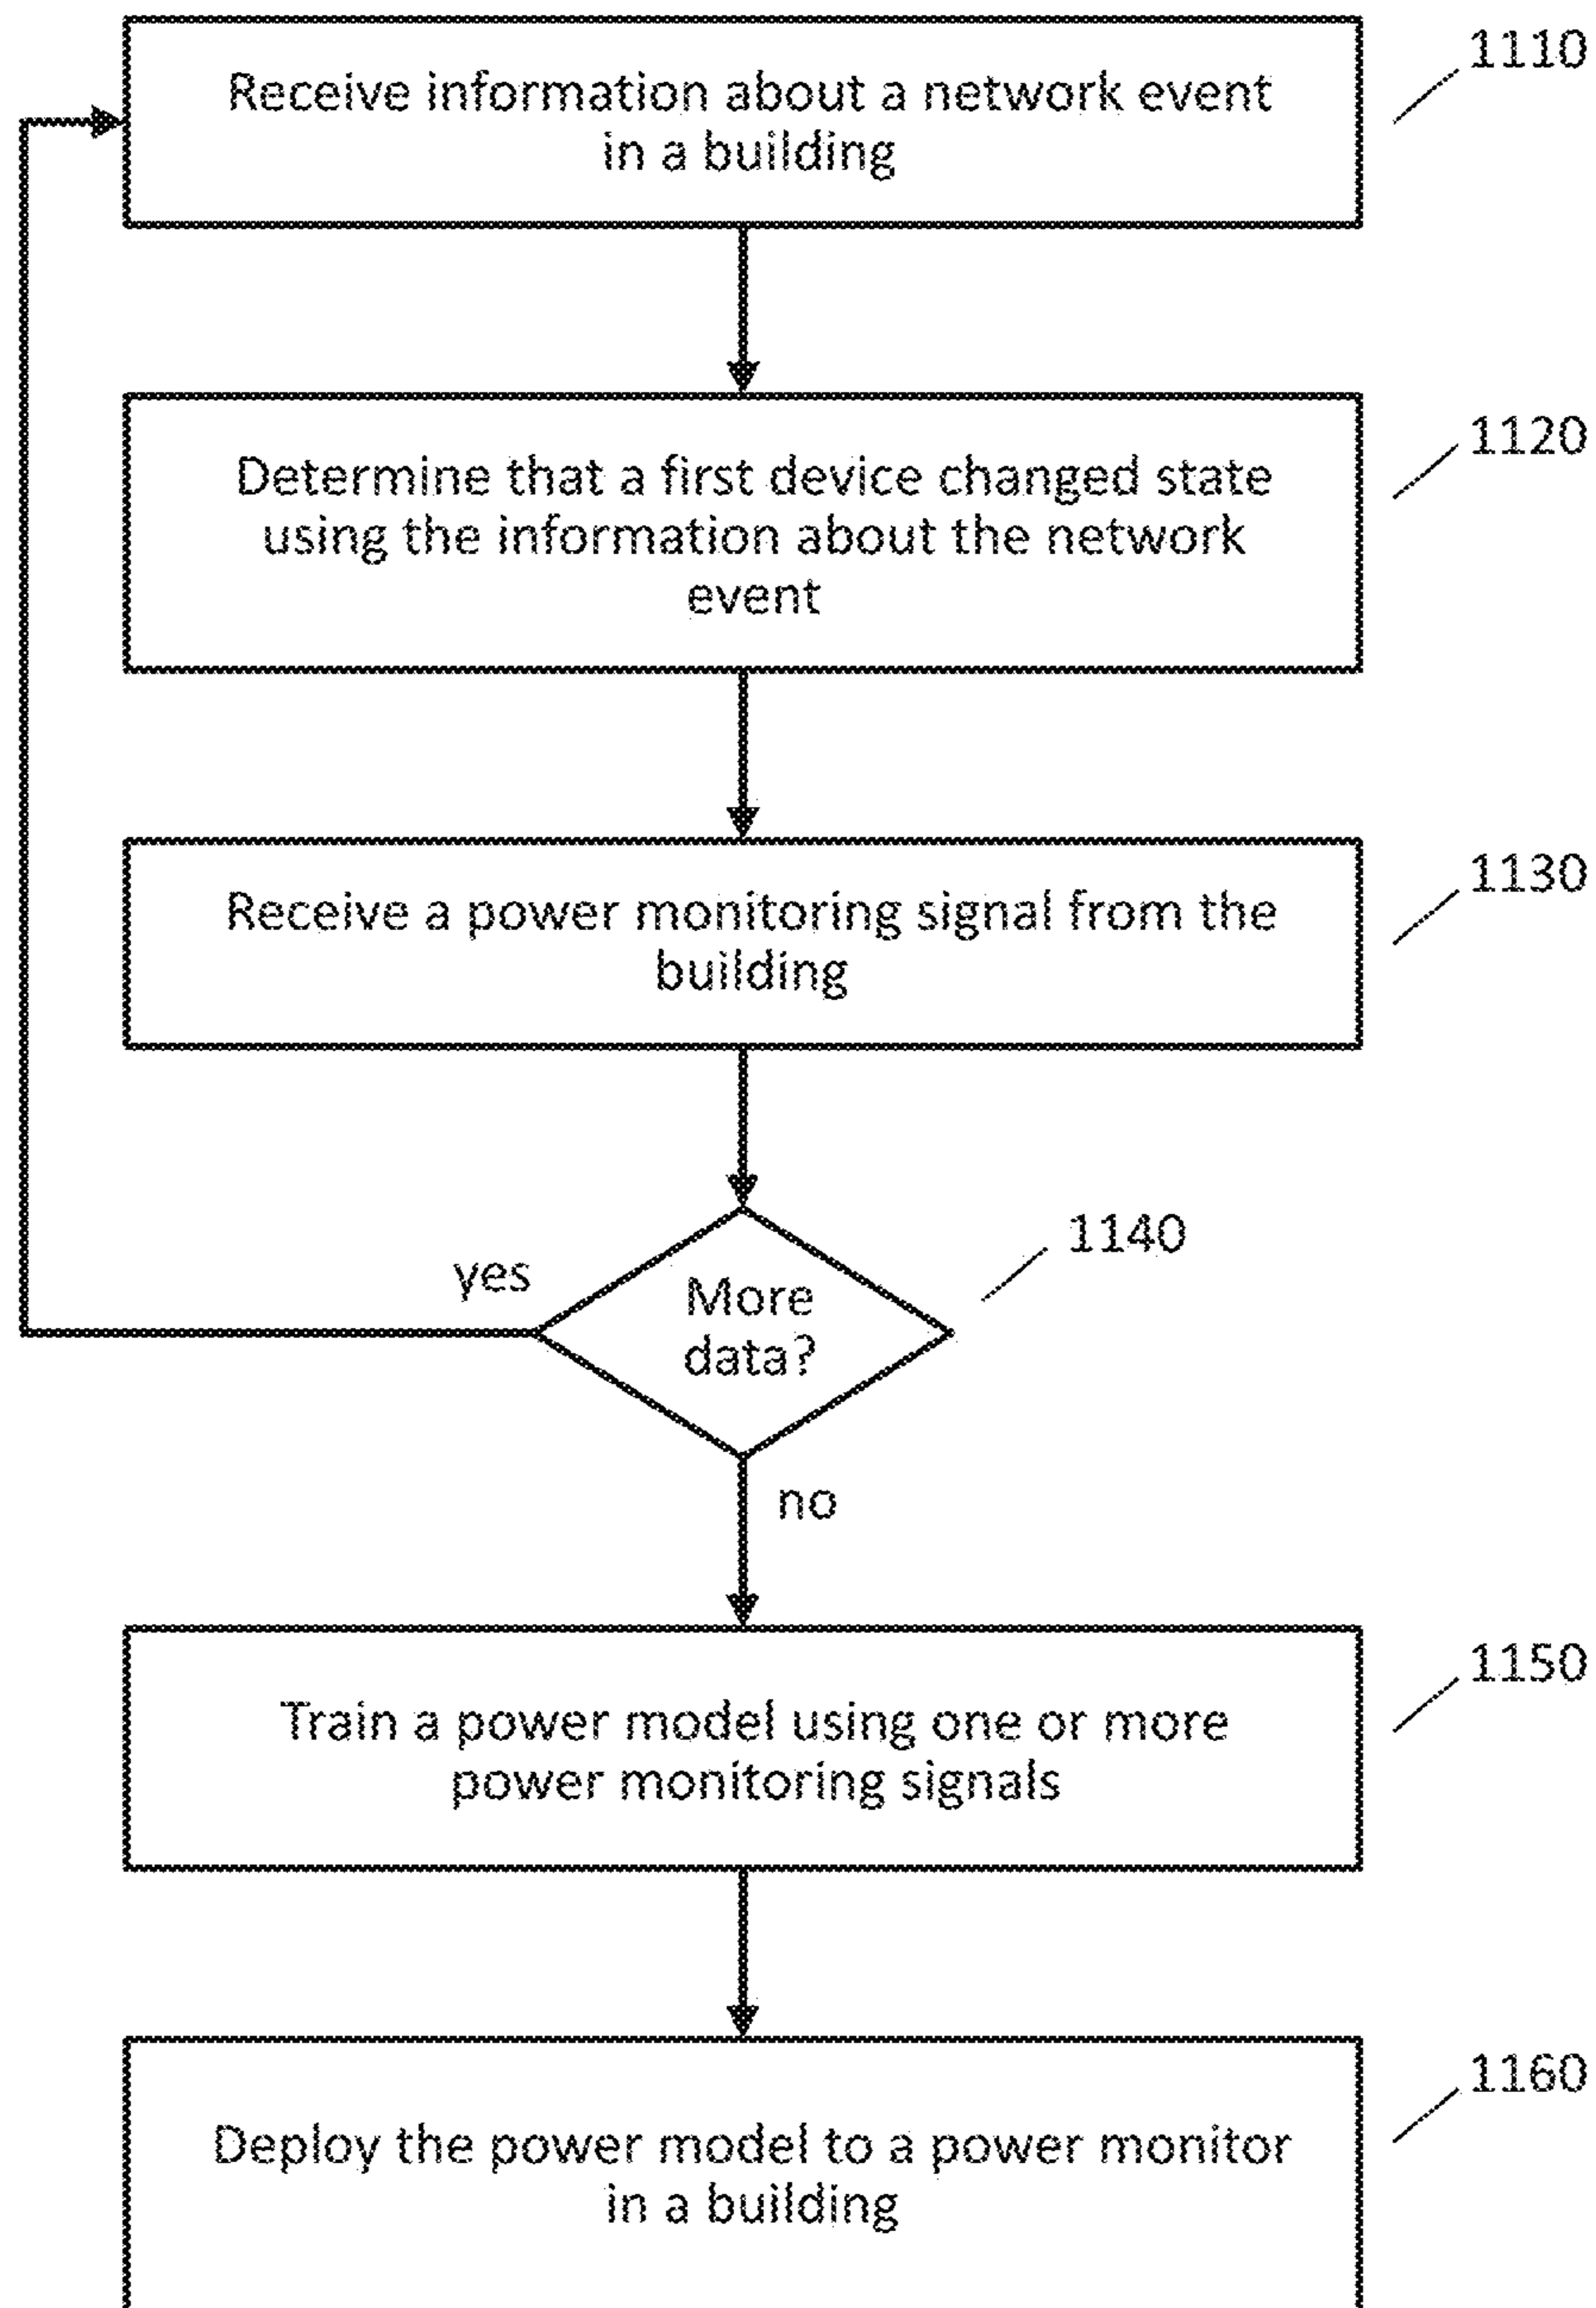 Receive information about a network event
in a building
1110
Determine that a first device changed state
using the information about the network
event
1120
Receive a power monitoring signal from the
building
1130
More
data?
1140
yes
no
Train a power model using one or more
power monitoring signals
1150
Deploy the power model to a power monitor
in a building
1160